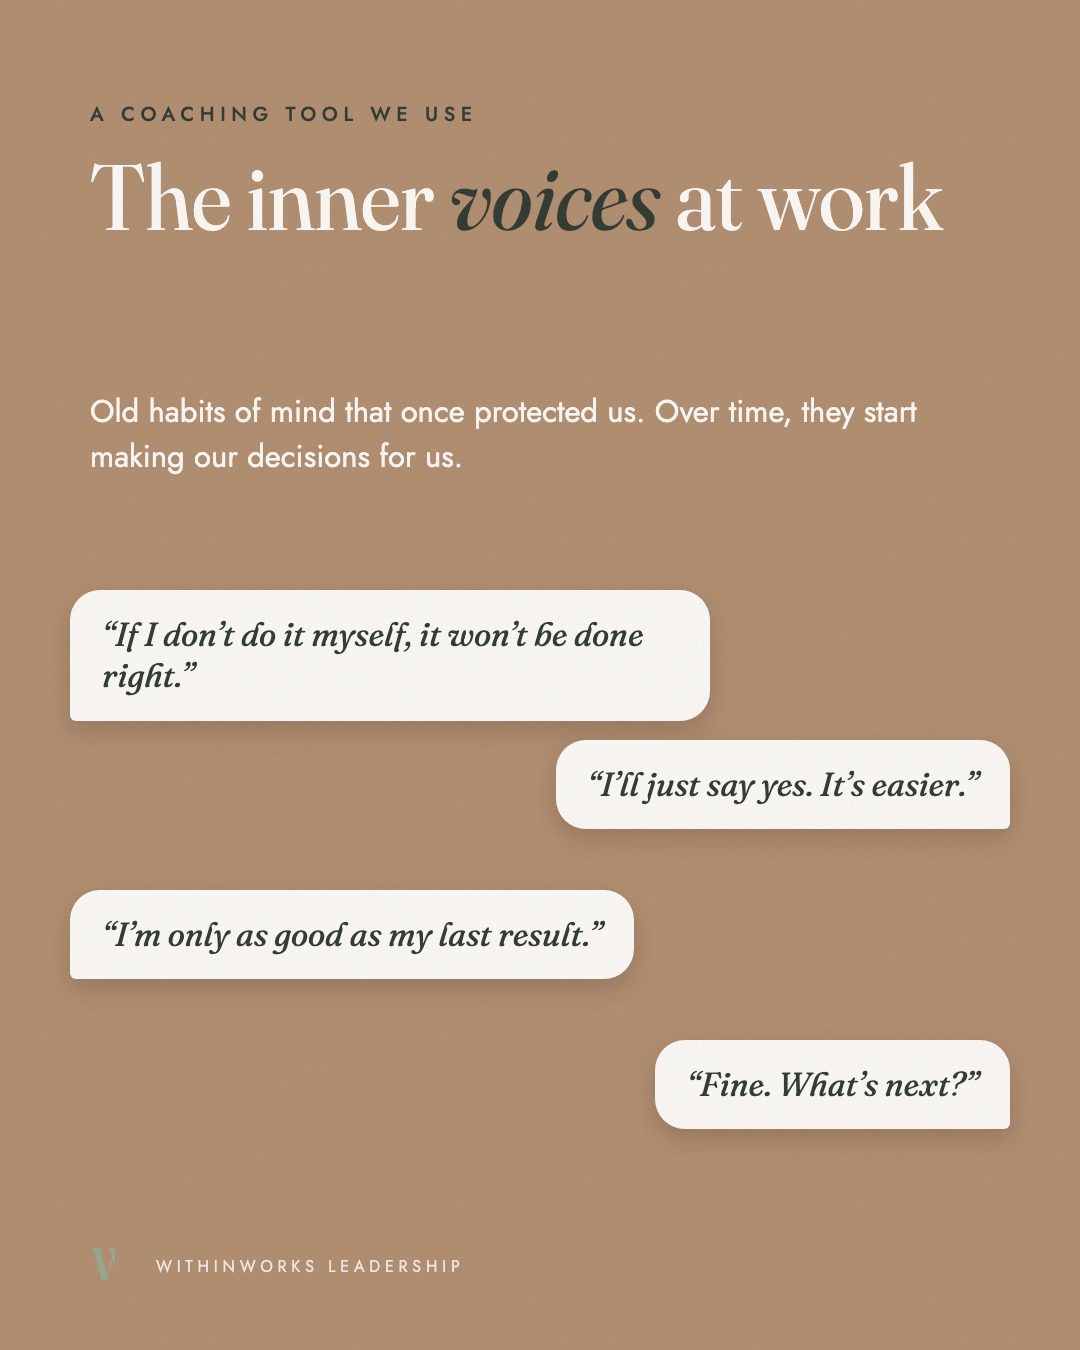 A COACHING TOOL WE USE
The inner voices at work
Old habits of mind that once protected us. Over time, they start
making our decisions for us.
“If I don’t do it myself, it won’t be done
right.”
“I’ll just say yes. It’s easier.”
“I’m only as good as my last result.”
“Fine. What’s next?”
W WITHINWORKS LEADERSHIP